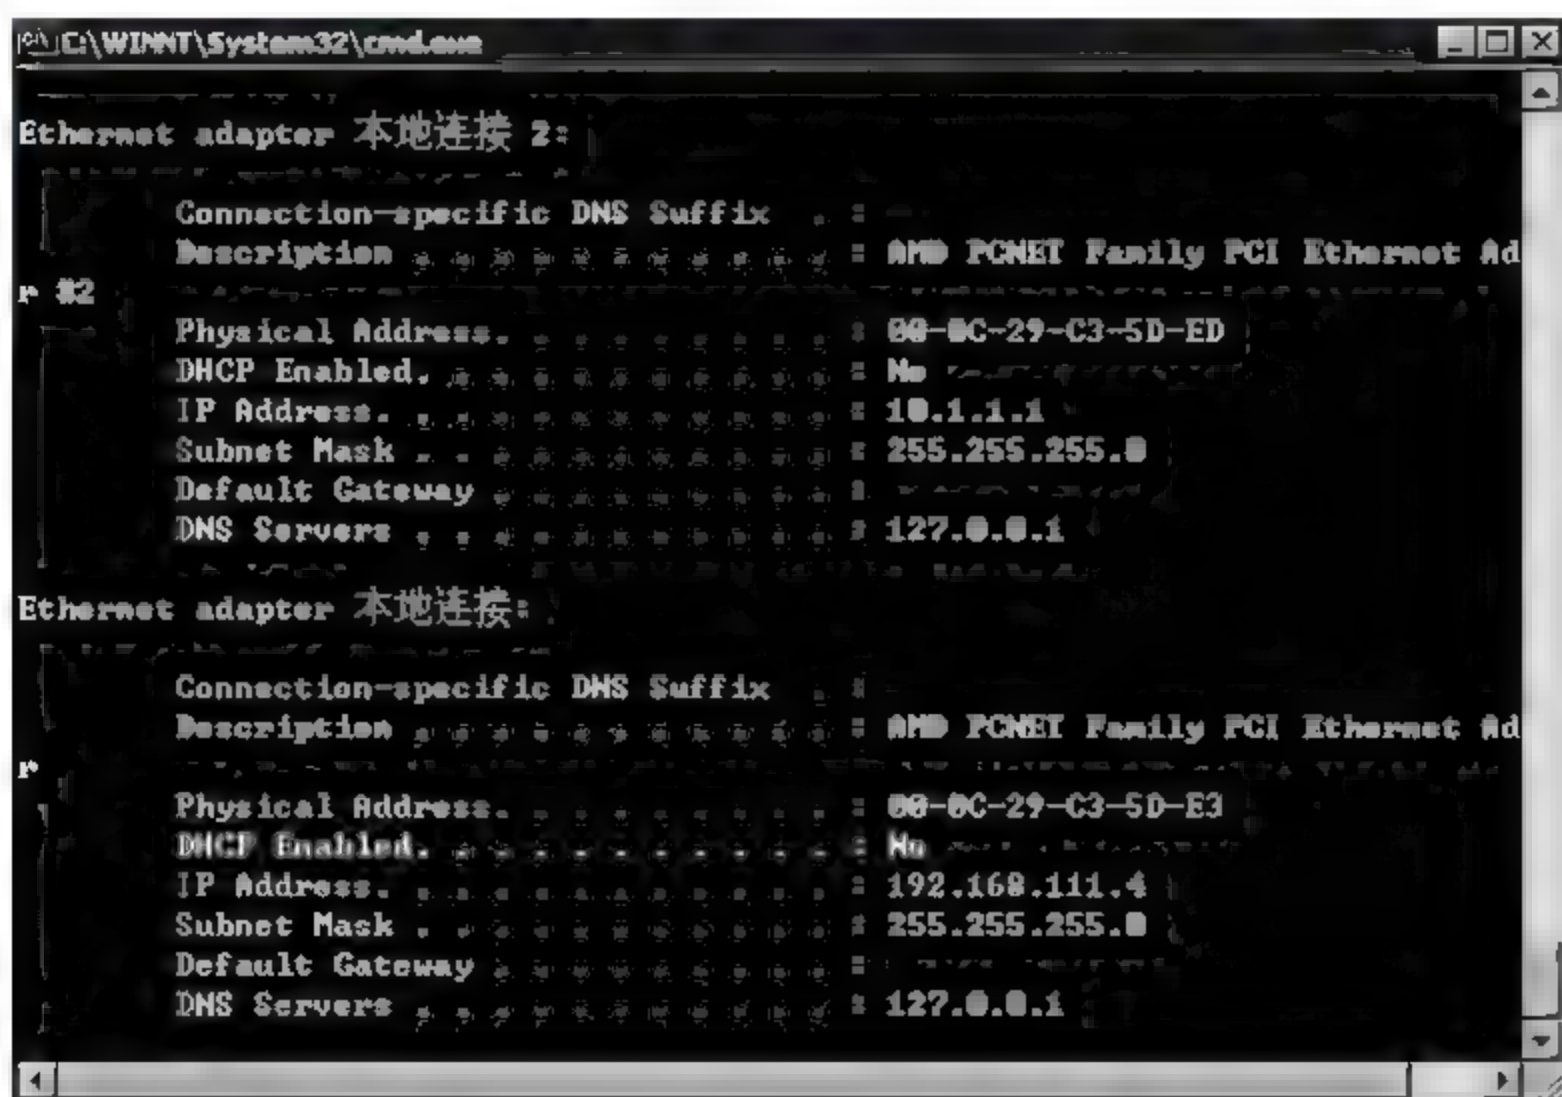 C:\WINNT\System32\cmd.exe
Ethernet adapter 本地连接 2:
Connection-specific DNS Suffix . :
Description . . . . . . . . . . . : AMD PCNET Family PCI Ethernet Ad
r #2
Physical Address. . . . . . . . . : 00-0C-29-C3-5D-ED
DHCP Enabled. . . . . . . . . . . : No
IP Address. . . . . . . . . . . . : 10.1.1.1
Subnet Mask . . . . . . . . . . . : 255.255.255.0
Default Gateway . . . . . . . . . :
DNS Servers . . . . . . . . . . . : 127.0.0.1
Ethernet adapter 本地连接:
Connection-specific DNS Suffix . :
Description . . . . . . . . . . . : AMD PCNET Family PCI Ethernet Ad
r
Physical Address. . . . . . . . . : 00-0C-29-C3-5D-E3
DHCP Enabled. . . . . . . . . . . : No
IP Address. . . . . . . . . . . . : 192.168.111.4
Subnet Mask . . . . . . . . . . . : 255.255.255.0
Default Gateway . . . . . . . . . :
DNS Servers . . . . . . . . . . . : 127.0.0.1